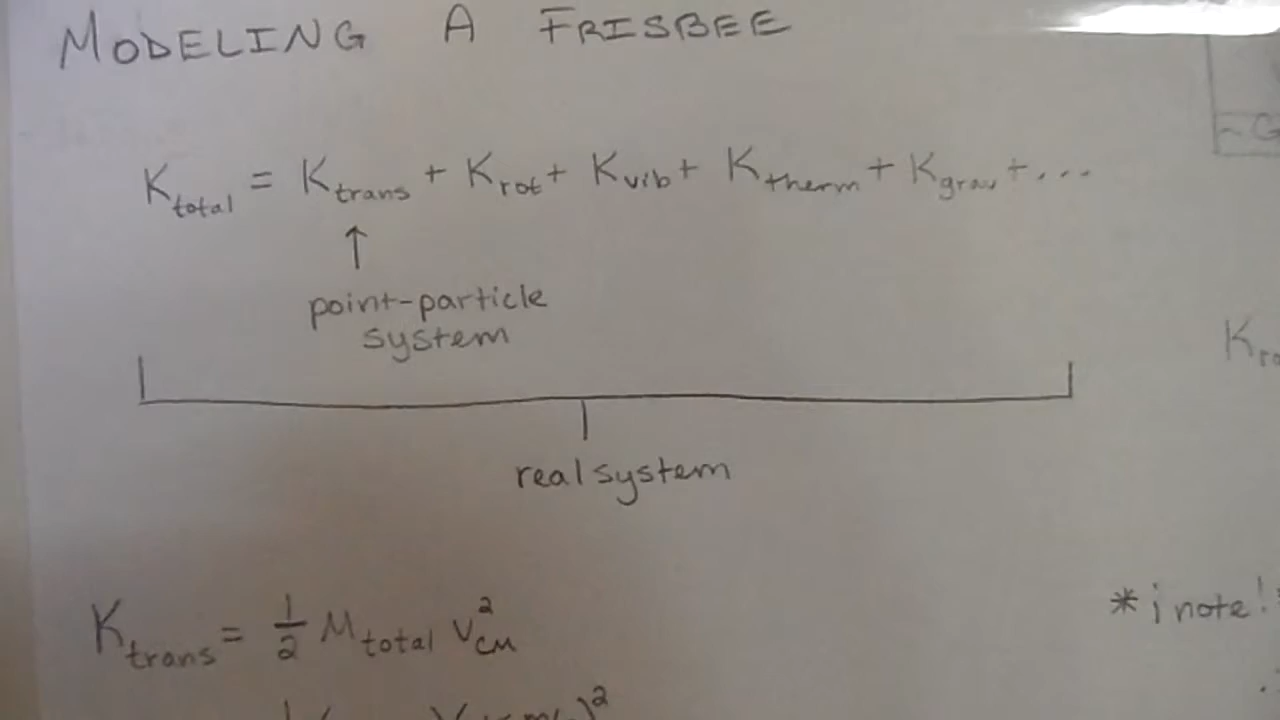 MODELING A FRISBEE
K_total = K_trans + K_rot + K_vib + K_therm + K_grav + ...
↑
point-particle
system
real system
K_trans = 1/2 M_total v_CM^2
* ¡note!